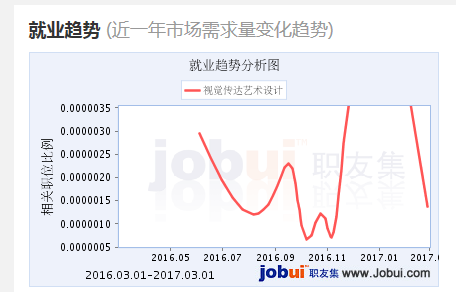 就业趋势 (近一年市场需求量变化趋势)
就业趋势分析图
视觉传达艺术设计
相关职位比例
0.0000035
0.0000030
0.0000025
0.0000020
0.0000015
0.0000010
0.0000005
jobui 职友集
2016.05 2016.07 2016.09 2016.11 2017.01 2017.0
2016.03.01-2017.03.01
jobui 职友集 www.Jobui.com